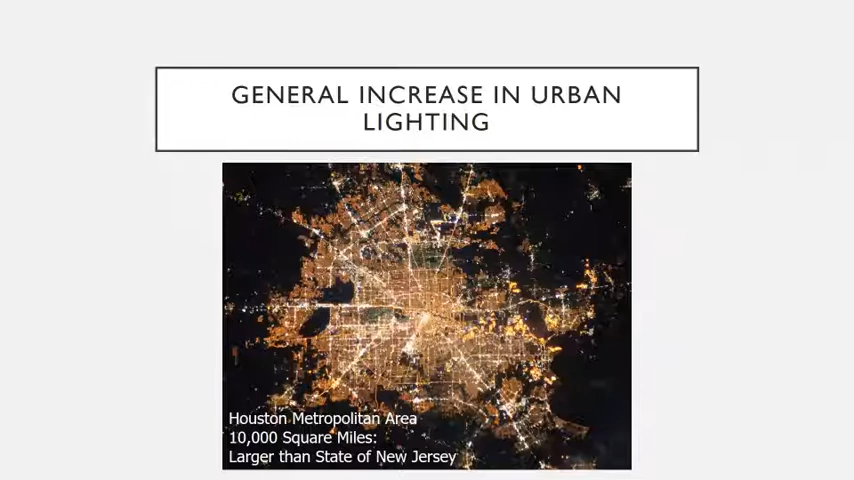 GENERAL INCREASE IN URBAN
LIGHTING
Houston Metropolitan Area
10,000 Square Miles:
Larger than State of New Jersey